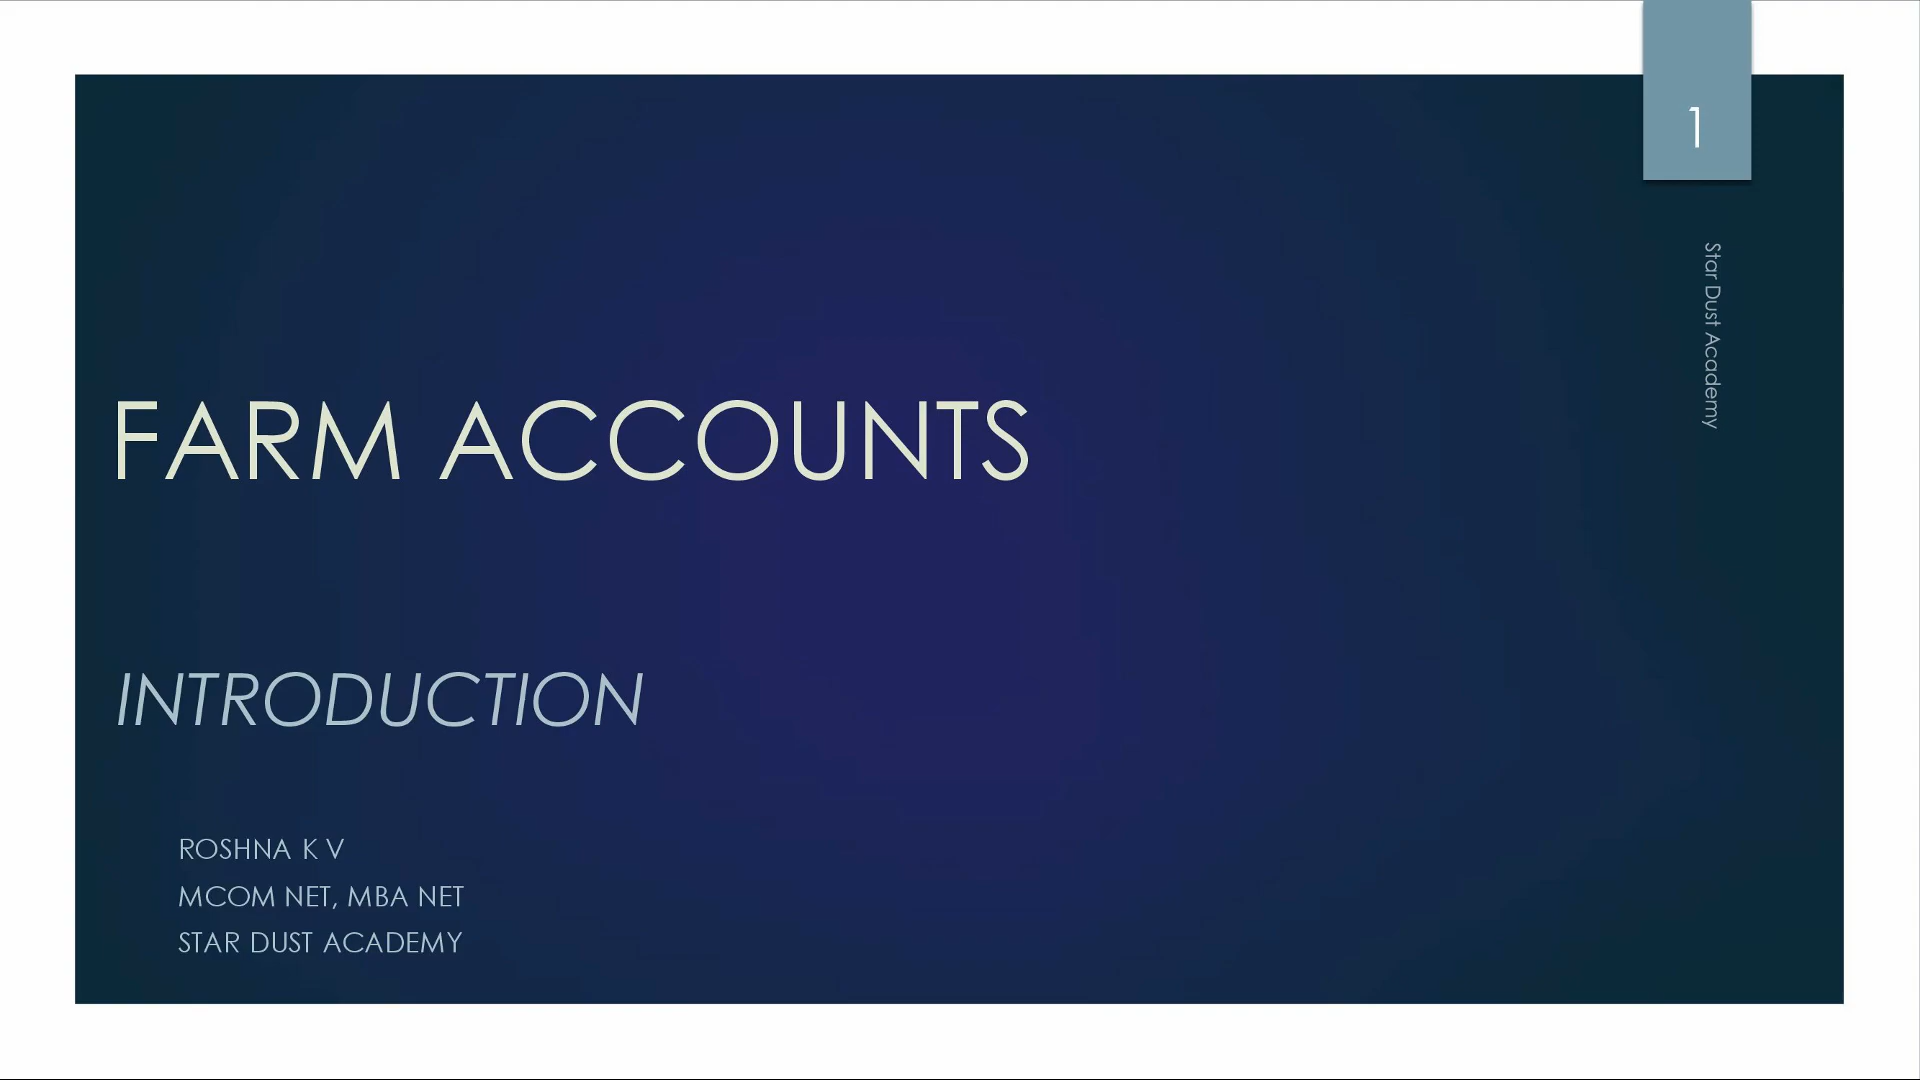 1
Star Dust Academy
FARM ACCOUNTS
INTRODUCTION
ROSHNA K V
MCOM NET, MBA NET
STAR DUST ACADEMY